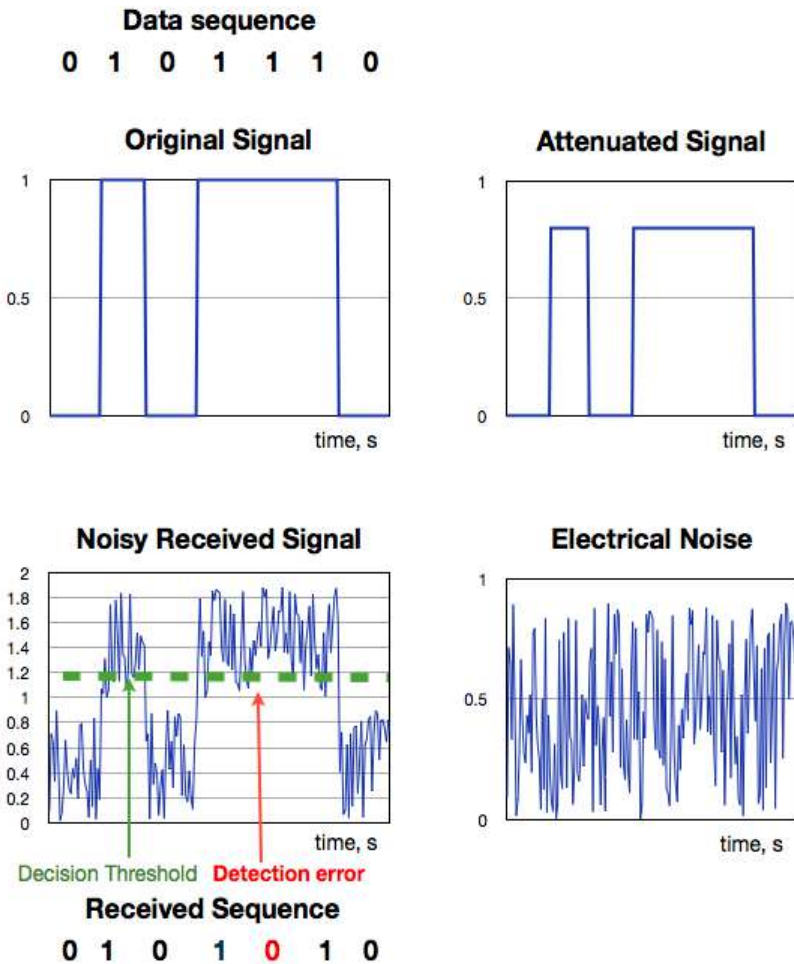 Data sequence
0 1 0 1 1 1 0
Original Signal
1
0.5
0
time, s
Attenuated Signal
1
0.5
0
time, s
Noisy Received Signal
2
1.8
1.6
1.4
1.2
1
0.8
0.6
0.4
0.2
0
time, s
Decision Threshold
Detection error
Electrical Noise
1
0.5
0
time, s
Received Sequence
0 1 0 1 0 1 0